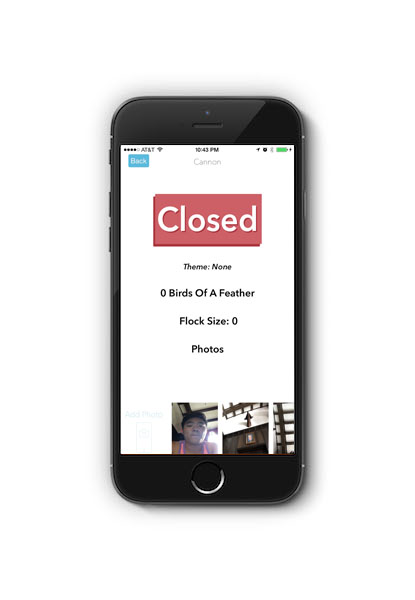 AT&T 10:43 PM
Back Cannon
Closed
Theme: None
0 Birds Of A Feather
Flock Size: 0
Photos
Add Photo